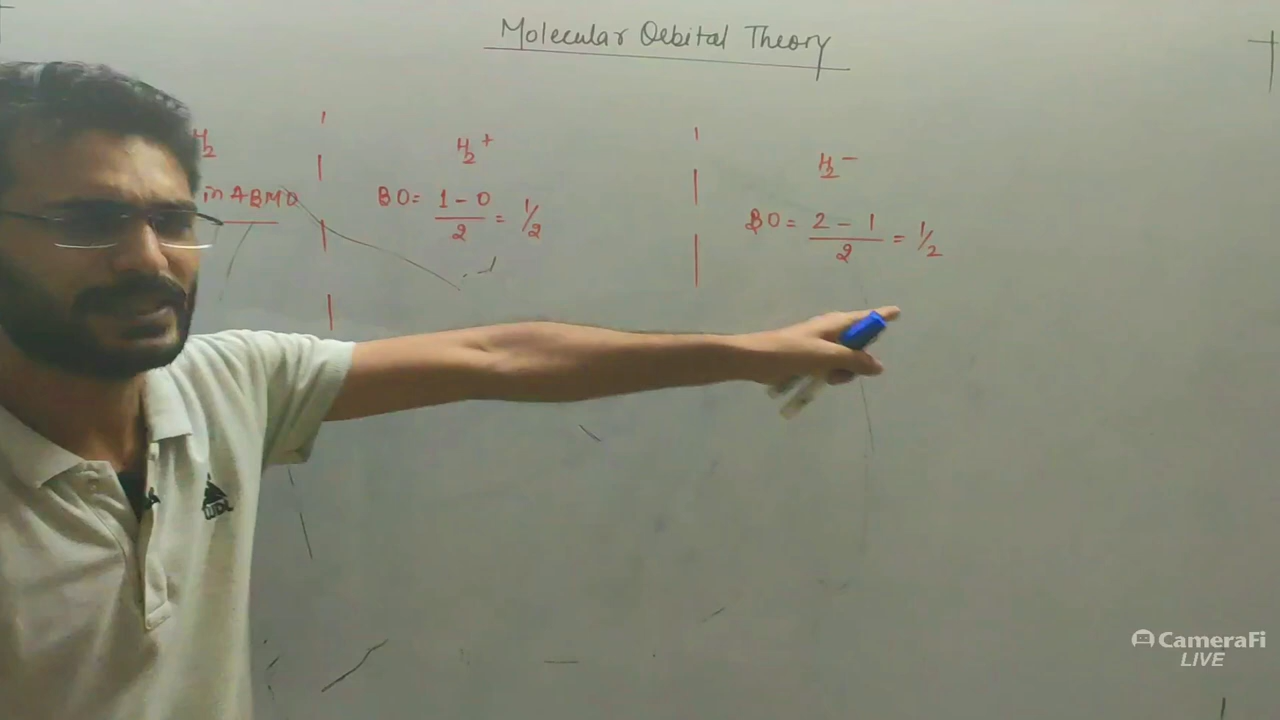 Molecular Orbital Theory
H₂
in ABMO
H₂⁺
BO = (1 - 0)/2 = 1/2
H₂⁻
BO = (2 - 1)/2 = 1/2
CameraFi
LIVE